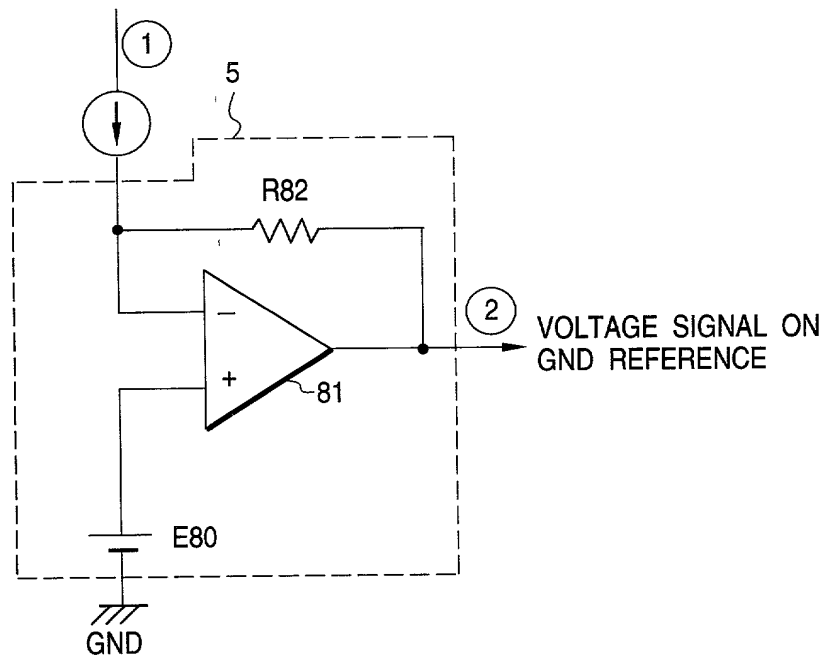 1
5
R82
−
2
VOLTAGE SIGNAL ON
GND REFERENCE
+
81
E80
GND